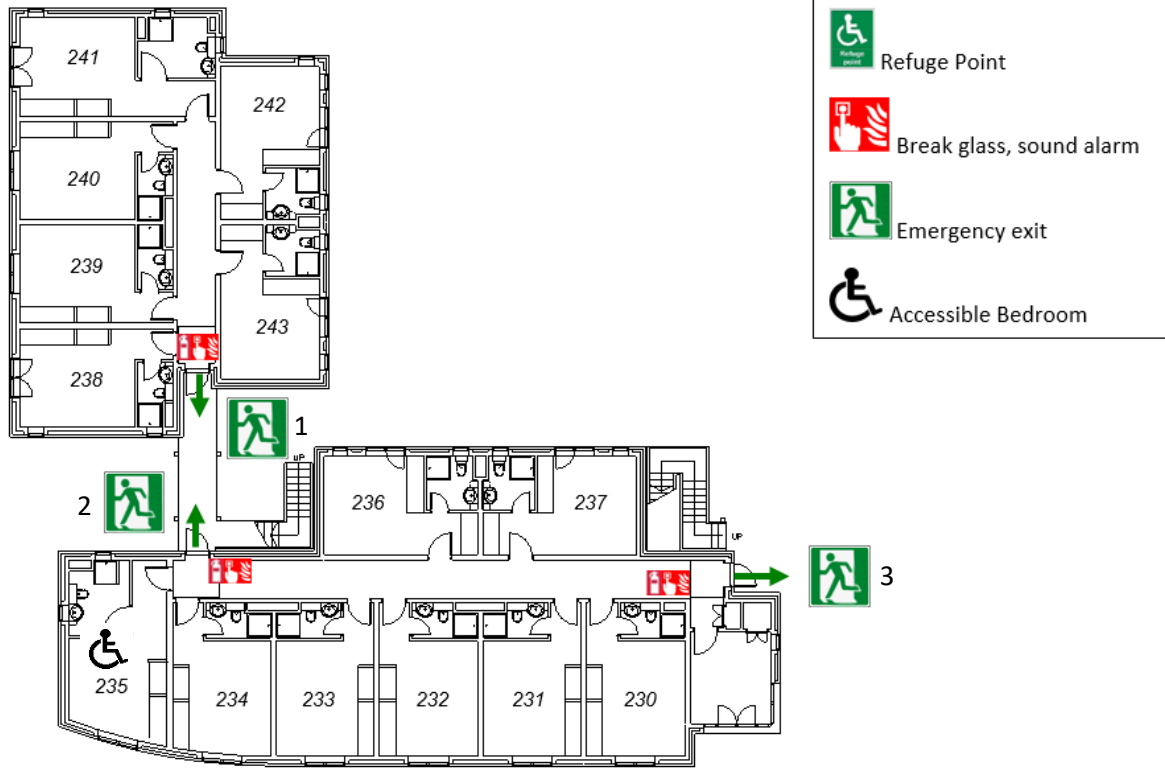 241
242
240
239
243
238
1
2
UP
236
237
UP
3
235
234
233
232
231
230
Refuge
point
Refuge Point
Break glass, sound alarm
Emergency exit
Accessible Bedroom